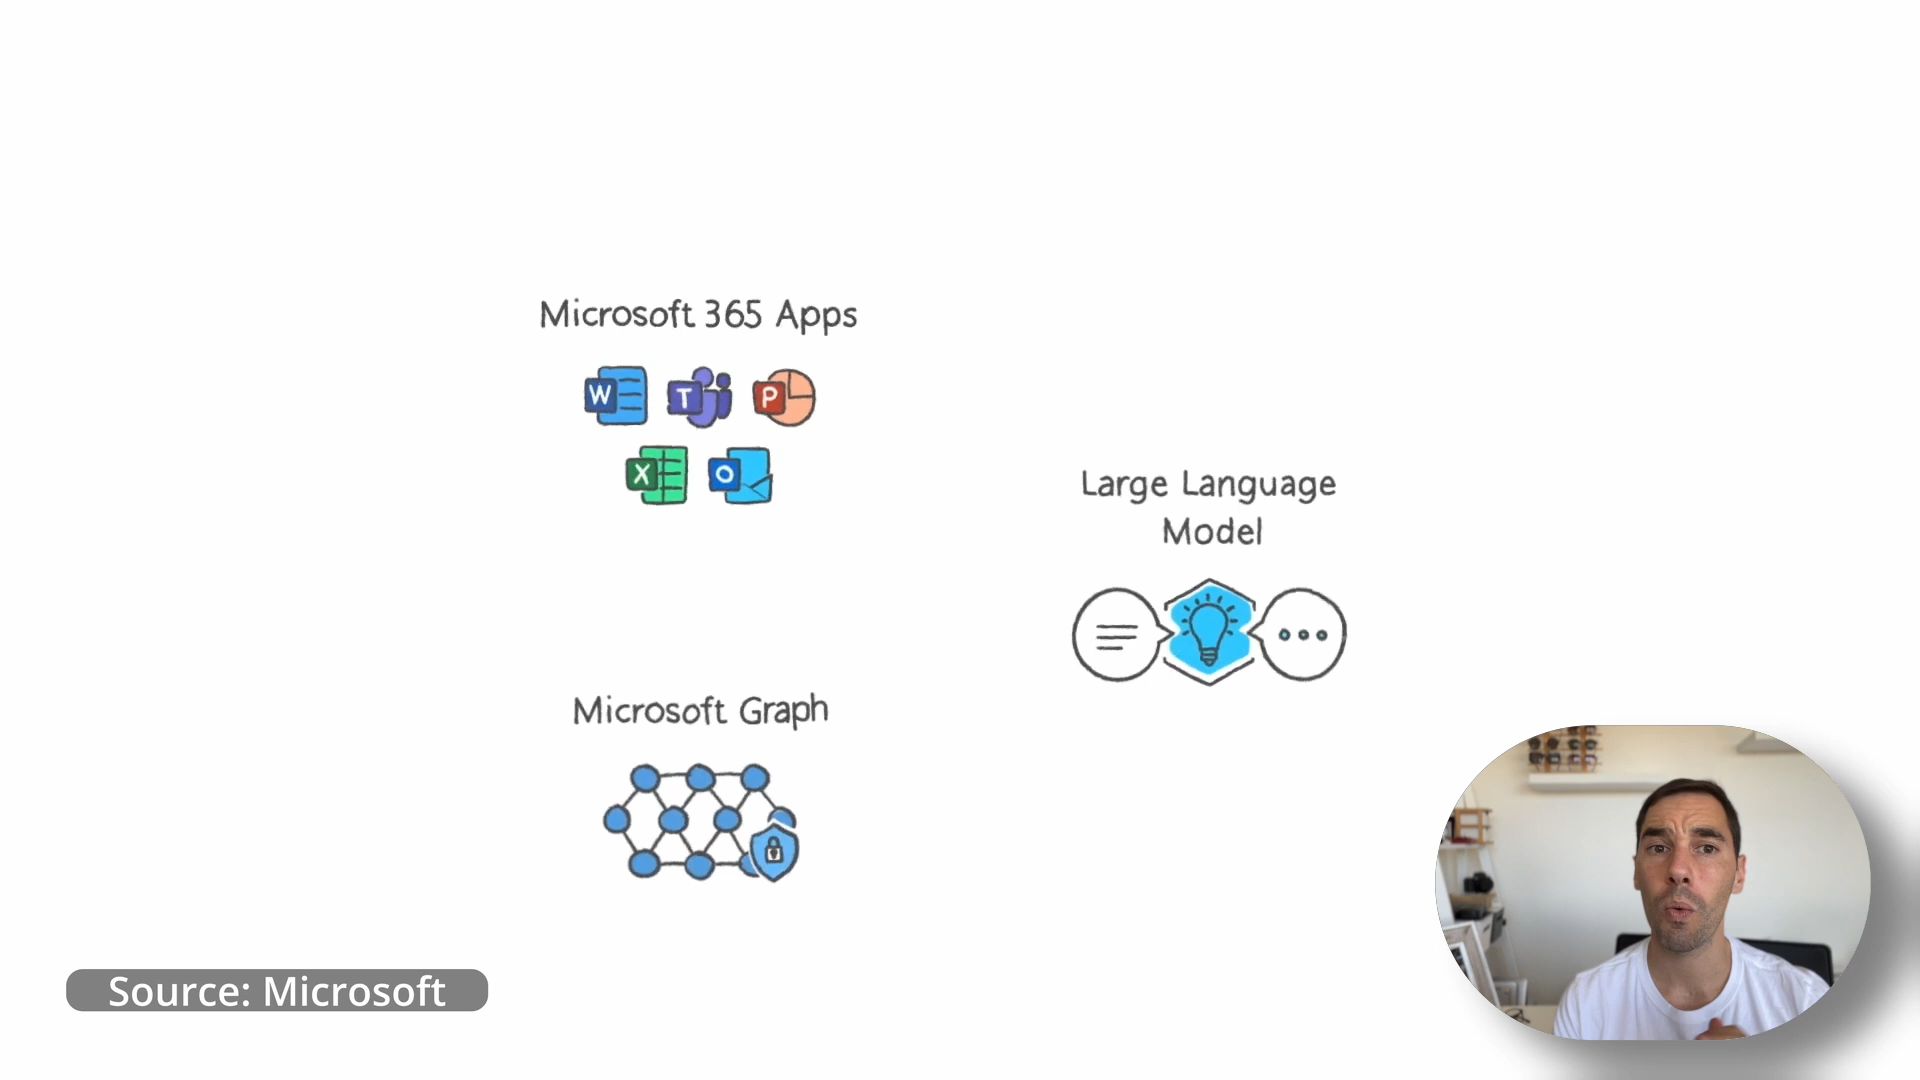 Microsoft 365 Apps
W T P
X O
Large Language
Model
Microsoft Graph
Source: Microsoft